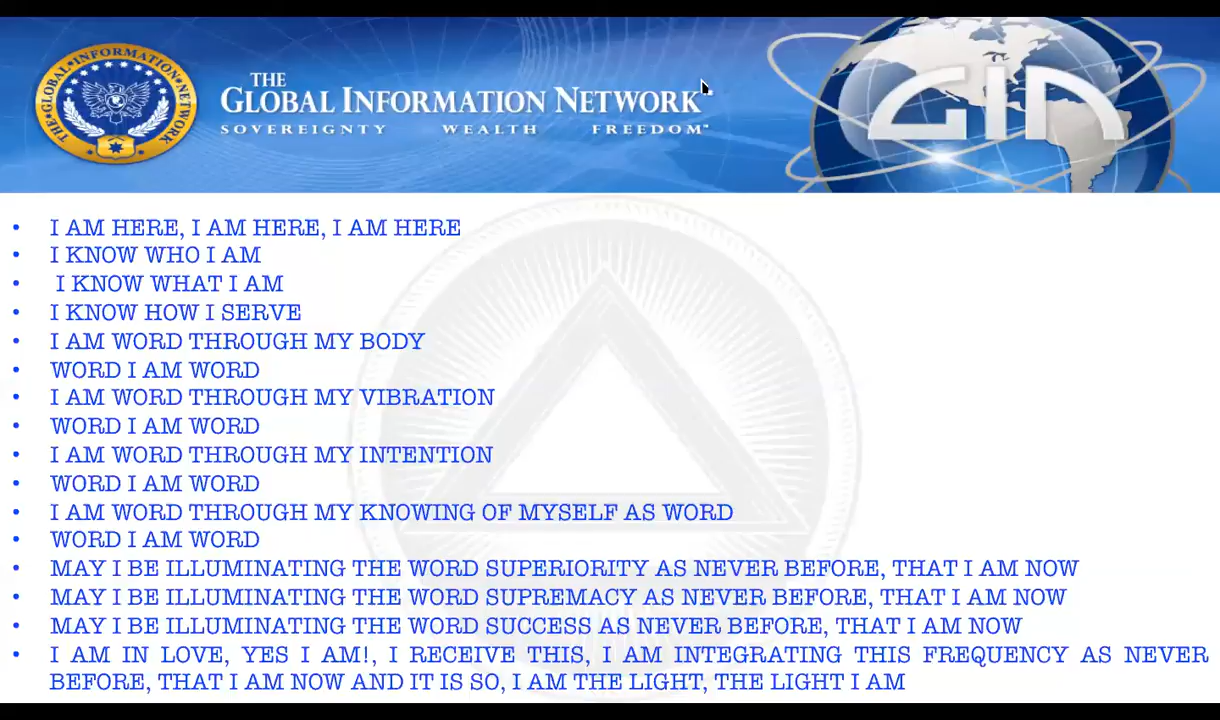 THE GLOBAL INFORMATION NETWORK
THE
GLOBAL INFORMATION NETWORK
SOVEREIGNTY WEALTH FREEDOM
GIN™
• I AM HERE, I AM HERE, I AM HERE
• I KNOW WHO I AM
• I KNOW WHAT I AM
• I KNOW HOW I SERVE
• I AM WORD THROUGH MY BODY
• WORD I AM WORD
• I AM WORD THROUGH MY VIBRATION
• WORD I AM WORD
• I AM WORD THROUGH MY INTENTION
• WORD I AM WORD
• I AM WORD THROUGH MY KNOWING OF MYSELF AS WORD
• WORD I AM WORD
• MAY I BE ILLUMINATING THE WORD SUPERIORITY AS NEVER BEFORE, THAT I AM NOW
• MAY I BE ILLUMINATING THE WORD SUPREMACY AS NEVER BEFORE, THAT I AM NOW
• MAY I BE ILLUMINATING THE WORD SUCCESS AS NEVER BEFORE, THAT I AM NOW
• I AM IN LOVE, YES I AM!, I RECEIVE THIS, I AM INTEGRATING THIS FREQUENCY AS NEVER
BEFORE, THAT I AM NOW AND IT IS SO, I AM THE LIGHT, THE LIGHT I AM